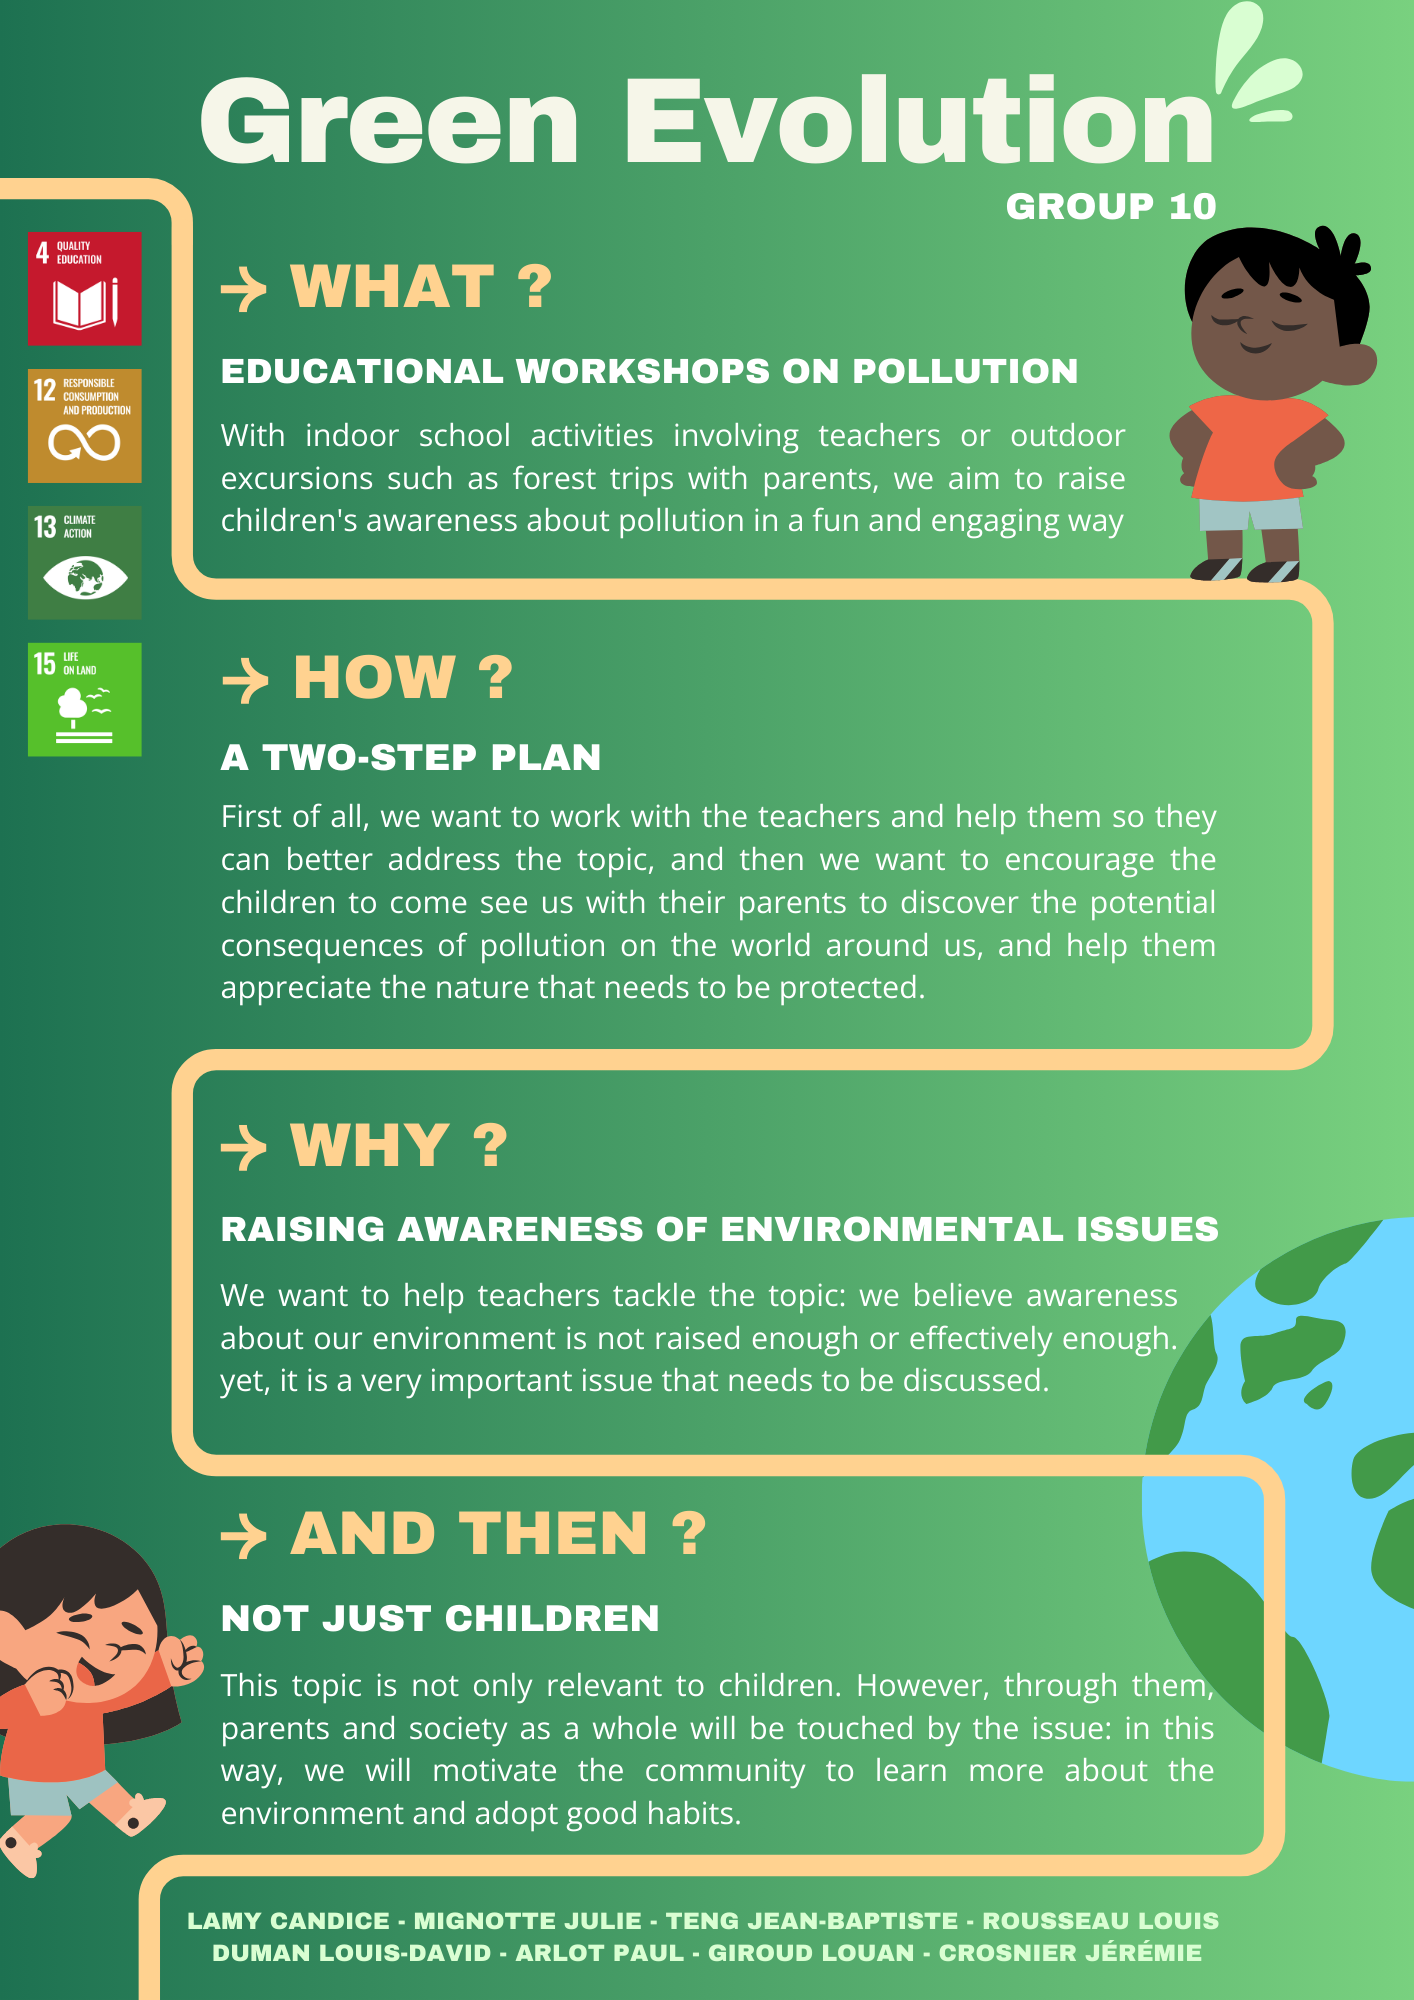 Green Evolution
GROUP 10
4 QUALITY
EDUCATION
12 RESPONSIBLE
CONSUMPTION
AND PRODUCTION
13 CLIMATE
ACTION
15 LIFE
ON LAND
WHAT ?
EDUCATIONAL WORKSHOPS ON POLLUTION
With indoor school activities involving teachers or outdoor
excursions such as forest trips with parents, we aim to raise
children's awareness about pollution in a fun and engaging way
HOW ?
A TWO-STEP PLAN
First of all, we want to work with the teachers and help them so they
can better address the topic, and then we want to encourage the
children to come see us with their parents to discover the potential
consequences of pollution on the world around us, and help them
appreciate the nature that needs to be protected.
WHY ?
RAISING AWARENESS OF ENVIRONMENTAL ISSUES
We want to help teachers tackle the topic: we believe awareness
about our environment is not raised enough or effectively enough.
yet, it is a very important issue that needs to be discussed.
AND THEN ?
NOT JUST CHILDREN
This topic is not only relevant to children. However, through them,
parents and society as a whole will be touched by the issue: in this
way, we will motivate the community to learn more about the
environment and adopt good habits.
LAMY CANDICE - MIGNOTTE JULIE - TENG JEAN-BAPTISTE - ROUSSEAU LOUIS
DUMAN LOUIS-DAVID - ARLOT PAUL - GIROUD LOUAN - CROSNIER JÉRÉMIE